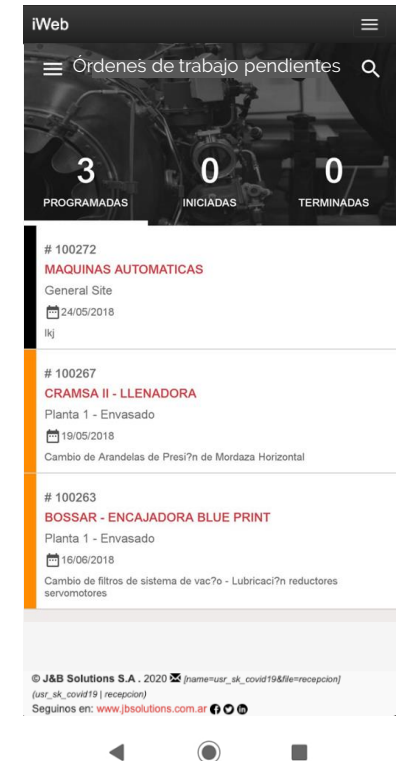 iWeb
Órdenes de trabajo pendientes
3 0 0
PROGRAMADAS INICIADAS TERMINADAS
# 100272
MAQUINAS AUTOMATICAS
General Site
24/05/2018
lkj
# 100267
CRAMSA II - LLENADORA
Planta 1 - Envasado
19/05/2018
Cambio de Arandelas de Presi?n de Mordaza Horizontal
# 100263
BOSSAR - ENCAJADORA BLUE PRINT
Planta 1 - Envasado
16/06/2018
Cambio de filtros de sistema de vac?o - Lubricaci?n reductores
servomotores
© J&B Solutions S.A . 2020 [name=usr_sk_covid19&file=recepcion]
(usr_sk_covid19 | recepcion)
Seguinos en: www.jbsolutions.com.ar